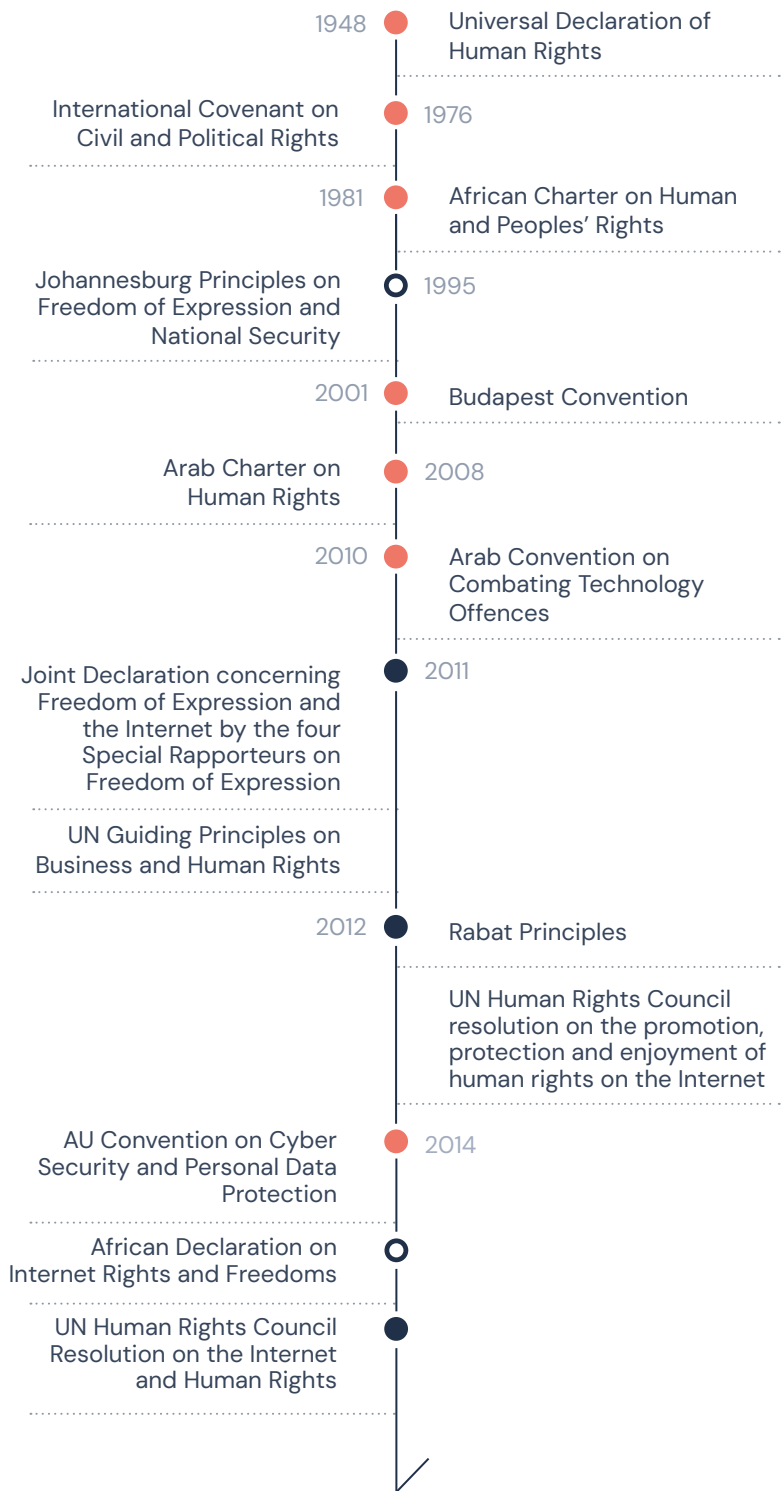 1948
Universal Declaration of
Human Rights
International Covenant on
Civil and Political Rights
1976
1981
African Charter on Human
and Peoples’ Rights
Johannesburg Principles on
Freedom of Expression and
National Security
1995
2001
Budapest Convention
Arab Charter on
Human Rights
2008
2010
Arab Convention on
Combating Technology
Offences
Joint Declaration concerning
Freedom of Expression and
the Internet by the four
Special Rapporteurs on
Freedom of Expression
2011
UN Guiding Principles on
Business and Human Rights
2012
Rabat Principles
UN Human Rights Council
resolution on the promotion,
protection and enjoyment of
human rights on the Internet
AU Convention on Cyber
Security and Personal Data
Protection
2014
African Declaration on
Internet Rights and Freedoms
UN Human Rights Council
Resolution on the Internet
and Human Rights